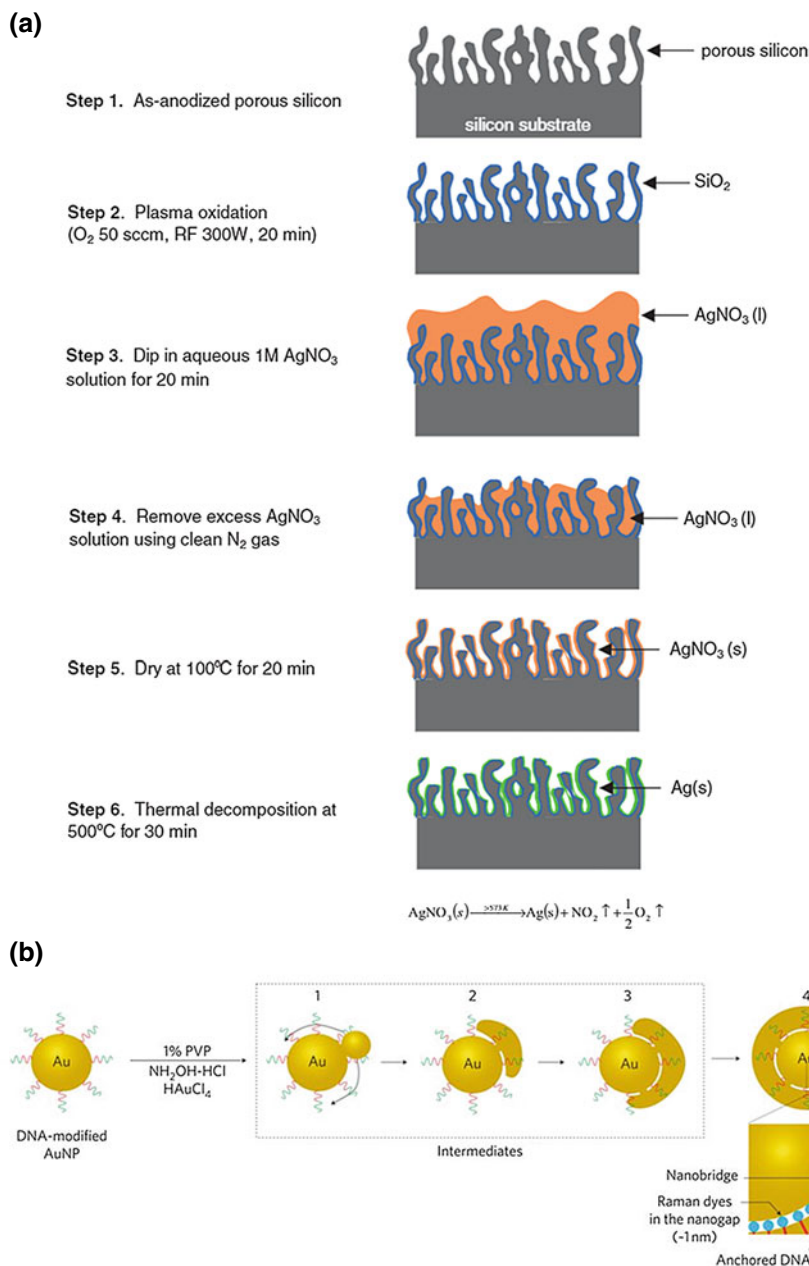 (a)
porous silicon
Step 1. As-anodized porous silicon
silicon substrate
SiO2
Step 2. Plasma oxidation
(O2 50 sccm, RF 300W, 20 min)
AgNO3 (l)
Step 3. Dip in aqueous 1M AgNO3
solution for 20 min
Step 4. Remove excess AgNO3
solution using clean N2 gas
AgNO3 (l)
Step 5. Dry at 100ºC for 20 min
AgNO3 (s)
Step 6. Thermal decomposition at
500ºC for 30 min
Ag(s)
AgNO3(s) >573K → Ag(s) + NO2 ↑ + 1/2 O2 ↑
(b)
1 2 3 4
Au
1% PVP
NH2OH-HCl
HAuCl4
Au
Au
Au
Au
DNA-modified
AuNP
Intermediates
Nanobridge
Raman dyes
in the nanogap
(~1nm)
Anchored DNA